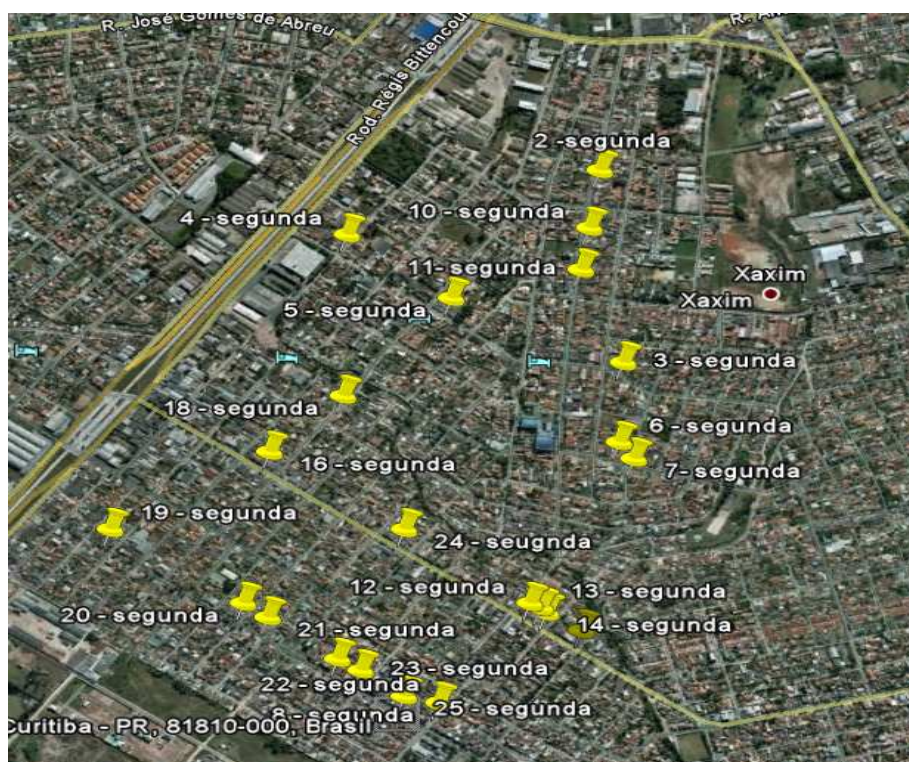 R. José Gomes de Abreu
Rod. Régis Bittencou
2 - segunda
4 - segunda
10 - segunda
11- segunda
Xaxim
Xaxim
5 - segunda
3 - segunda
18 - segunda
6 - segunda
16 - segunda
7 - segunda
19 - segunda
24 - seugnda
12 - segunda
13 - segunda
20 - segunda
14 - segunda
21 - segunda
23 - segunda
22 - segunda
8 - segunda
25 - segunda
Curitiba - PR, 81810-000, Brasil